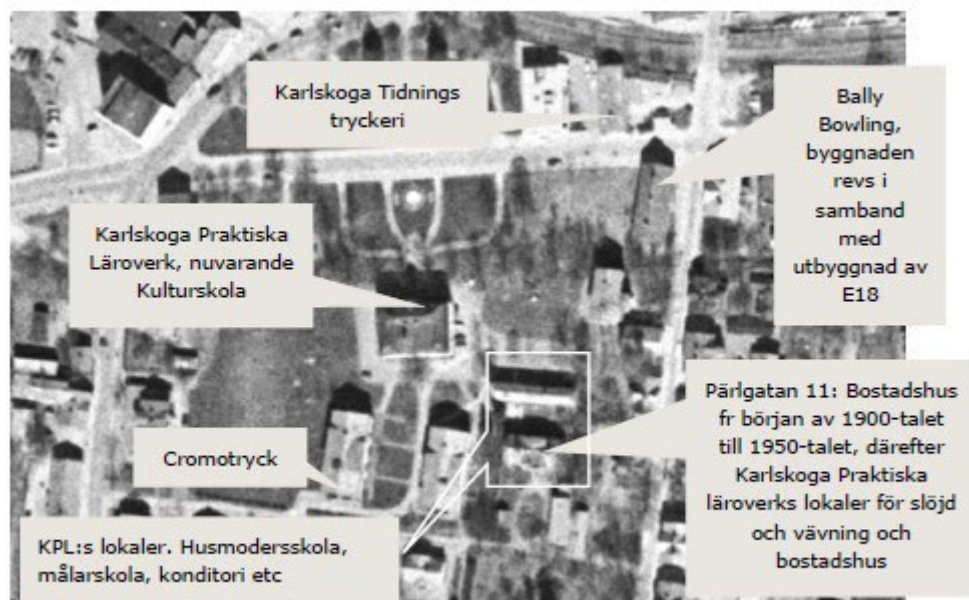 Karlskoga Tidnings
tryckeri
Bally
Bowling,
byggnaden
revs i
samband
med
utbyggnad av
E18
Karlskoga Praktiska
Läroverk, nuvarande
Kulturskola
Pärlgatan 11: Bostadshus
fr början av 1900-talet
till 1950-talet, därefter
Karlskoga Praktiska
läroverks lokaler för slöjd
och vävning och
bostadshus
Cromotryck
KPL:s lokaler. Husmodersskola,
målarskola, konditori etc